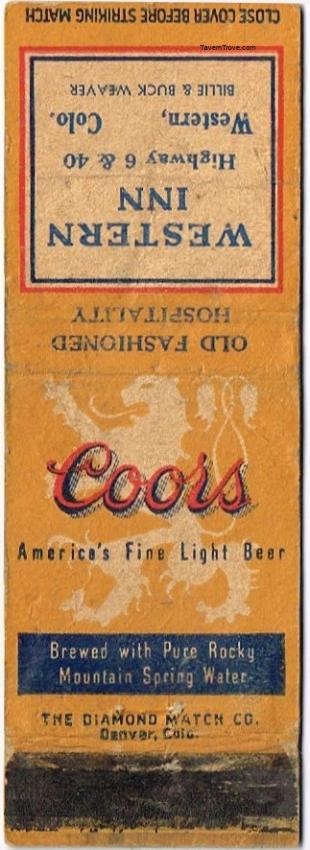 CLOSE COVER BEFORE STRIKING MATCH
TavernTrove.com
BILLIE & BUCK WEAVER
Western, Colo.
Highway 6 & 40
WESTERN
INN
OLD FASHIONED
HOSPITALITY
Coors
America's Fine Light Beer
Brewed with Pure Rocky
Mountain Spring Water
THE DIAMOND MATCH CO.
Denver, Colo.